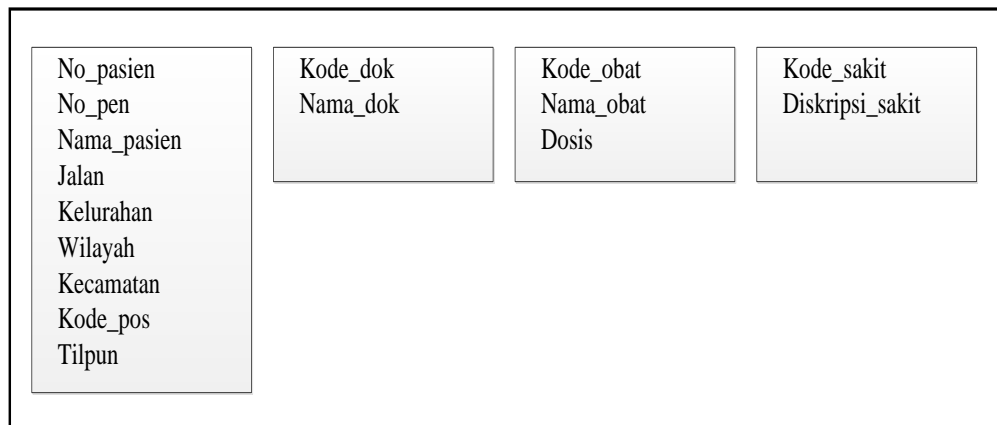 No_pasien
No_pen
Nama_pasien
Jalan
Kelurahan
Wilayah
Kecamatan
Kode_pos
Tilpun
Kode_dok
Nama_dok
Kode_obat
Nama_obat
Dosis
Kode_sakit
Diskripsi_sakit